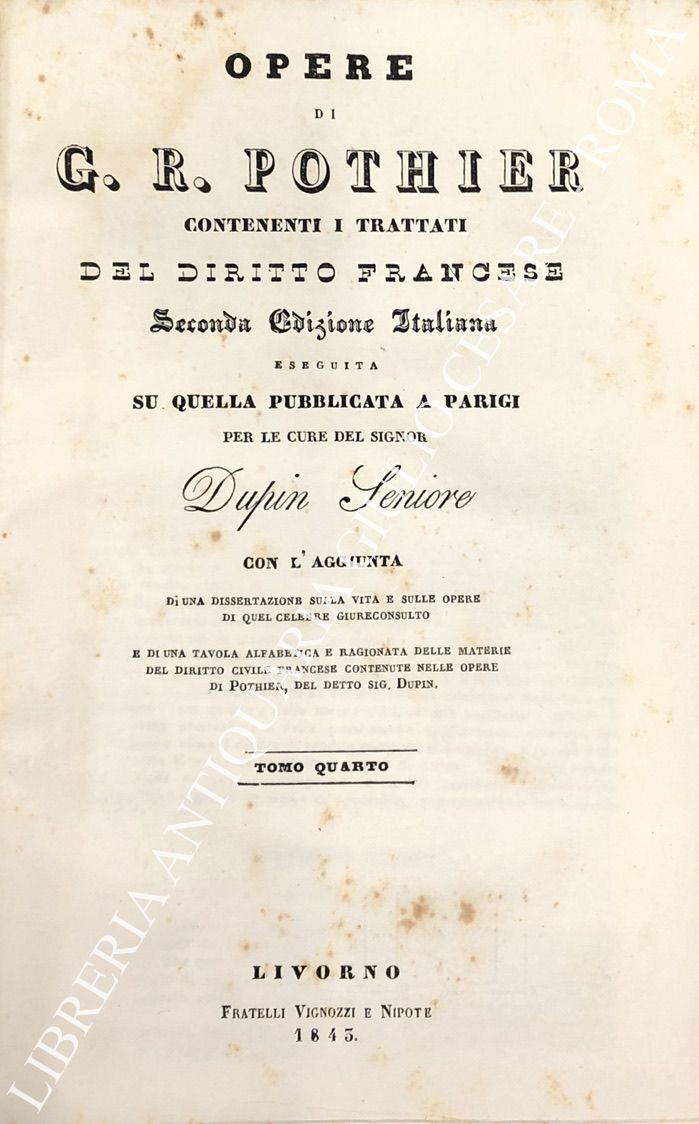 OPERE
DI
G. R. POTHIER
CONTENENTI I TRATTATI
DEL DIRITTO FRANCESE
Seconda Edizione Italiana
ESEGUITA
SU QUELLA PUBBLICATA A PARIGI
PER LE CURE DEL SIGNOR
Dupin Seniore
CON L'AGGIUNTA
Di UNA DISSERTAZIONE SULLA VITA E SULLE OPERE
DI QUEL CELEBRE GIURECONSULTO
E DI UNA TAVOLA ALFABETICA E RAGIONATA DELLE MATERIE
DEL DIRITTO CIVILE FRANCESE CONTENUTE NELLE OPERE
DI POTHIER, DEL DETTO SIG. DUPIN.
TOMO QUARTO
LIVORNO
FRATELLI VIGNOZZI E NIPOTE
1843.
LIBRERIA ANTIQUARIA GIULIO CESARE, ROMA